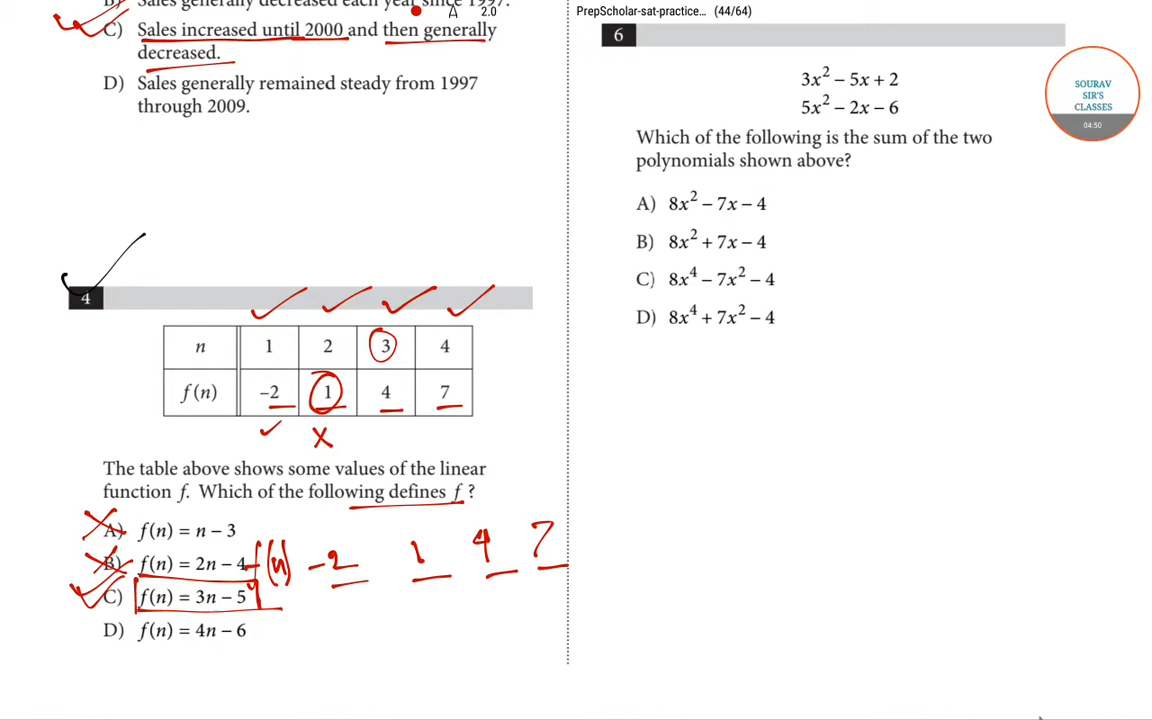 B) Sales generally decreased each year since 1997.
C) Sales increased until 2000 and then generally
decreased.
D) Sales generally remained steady from 1997
through 2009.
4
n 1 2 3 4
f(n) –2 1 4 7
X
The table above shows some values of the linear
function f. Which of the following defines f ?
A) f(n) = n – 3
B) f(n) = 2n – 4
C) f(n) = 3n – 5
D) f(n) = 4n – 6
f(n) –2 1 4 7
A 2.0
PrepScholar-sat-practice... (44/64)
6
3x² – 5x + 2
5x² – 2x – 6
Which of the following is the sum of the two
polynomials shown above?
A) 8x² – 7x – 4
B) 8x² + 7x – 4
C) 8x⁴ – 7x² – 4
D) 8x⁴ + 7x² – 4
SOURAV
SIR'S
CLASSES
04:50